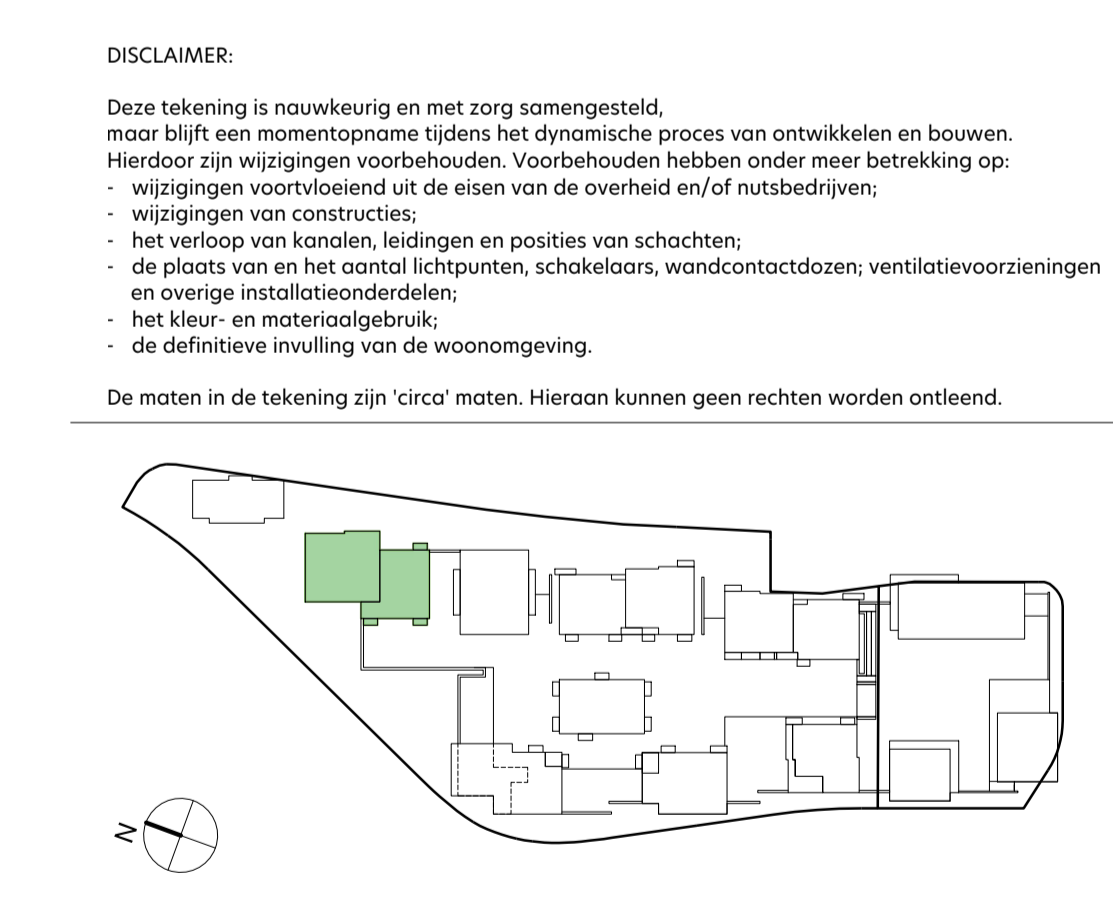 DISCLAIMER:
Deze tekening is nauwkeurig en met zorg samengesteld,
maar blijft een momentopname tijdens het dynamische proces van ontwikkelen en bouwen.
Hierdoor zijn wijzigingen voorbehouden. Voorbehouden hebben onder meer betrekking op:
- wijzigingen voortvloeiend uit de eisen van de overheid en/of nutsbedrijven;
- wijzigingen van constructies;
- het verloop van kanalen, leidingen en posities van schachten;
- de plaats van en het aantal lichtpunten, schakelaars, wandcontactdozen; ventilatievoorzieningen
en overige installatieonderdelen;
- het kleur- en materiaalgebruik;
- de definitieve invulling van de woonomgeving.
De maten in de tekening zijn 'circa' maten. Hieraan kunnen geen rechten worden ontleend.
N